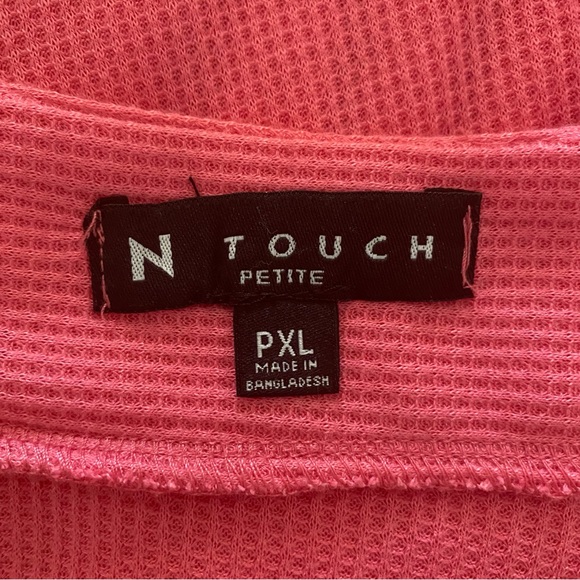 N TOUCH
PETITE
PXL
MADE IN
BANGLADESH